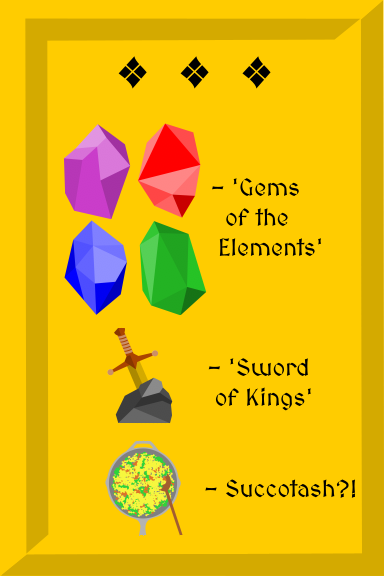 - 'Gems
of the
Elements'
- 'Sword
of Kings'
- Succotash?!